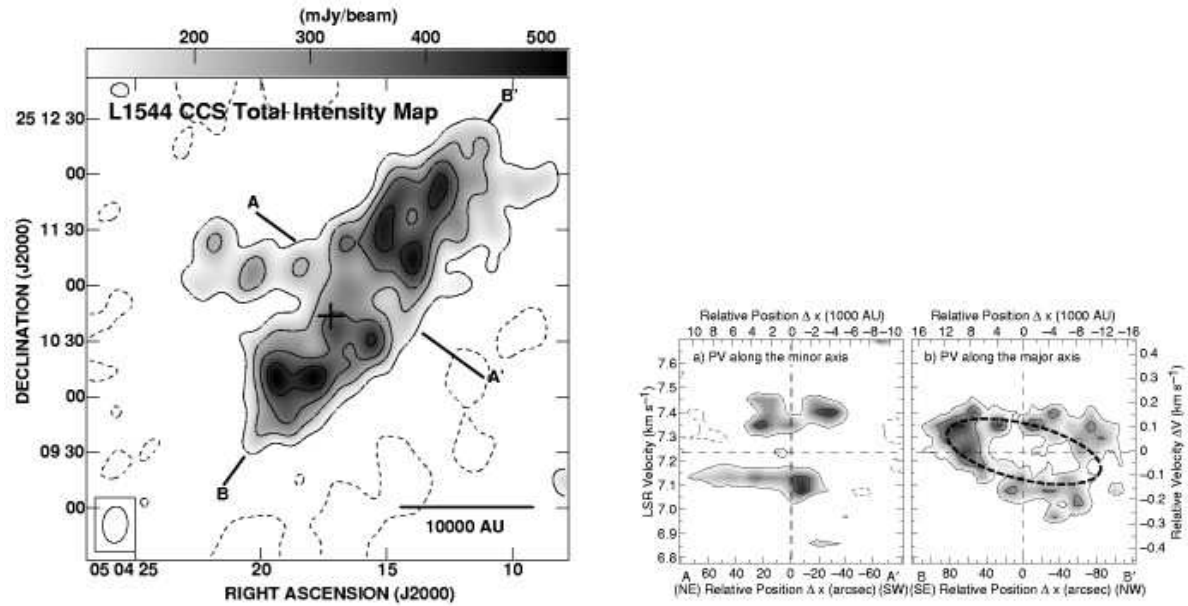 (mJy/beam)
200 300 400 500
L1544 CCS Total Intensity Map
B'
A
A'
B
10000 AU
DECLINATION (J2000)
25 12 30
00
11 30
00
10 30
00
09 30
00
05 04 25 20 15 10
RIGHT ASCENSION (J2000)
Relative Position Δ x (1000 AU)
10 8 6 4 2 0 -2 -4 -6 -8 -10
a) PV along the minor axis
LSR Velocity (km s⁻¹)
7.7
7.6
7.5
7.4
7.3
7.2
7.1
7.0
6.9
6.8
A 60 40 20 0 -20 -40 -60 A'
(NE) Relative Position Δ x (arcsec) (SW)
Relative Position Δ x (1000 AU)
16 12 8 4 0 -4 -8 -12 -16
b) PV along the major axis
0.4
0.3
0.2
0.1
0
-0.1
-0.2
-0.3
-0.4
Relative Velocity ΔV (km s⁻¹)
B 80 40 0 -40 -80 B'
(SE) Relative Position Δ x (arcsec) (NW)